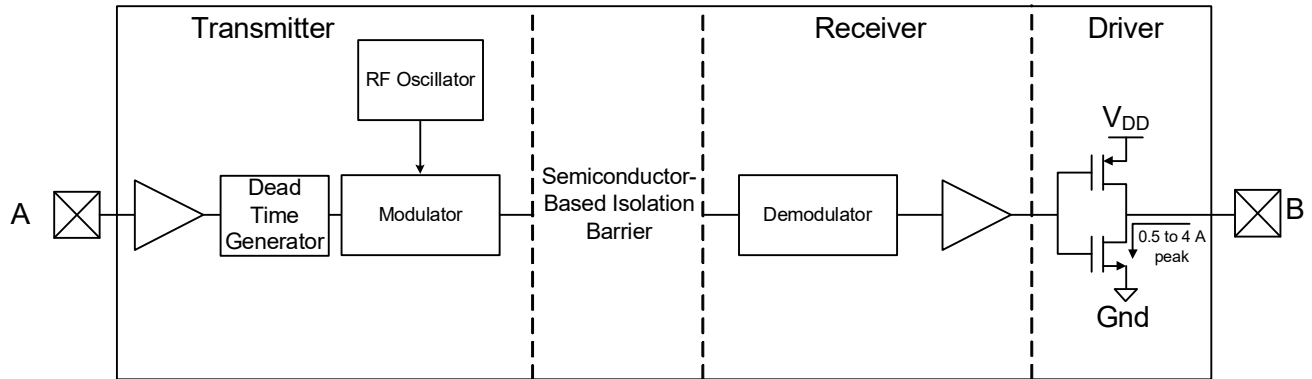 Transmitter
Receiver
Driver
RF Oscillator
V_DD
A
Dead
Time
Generator
Modulator
Semiconductor-
Based Isolation
Barrier
Demodulator
B
0.5 to 4 A
peak
Gnd